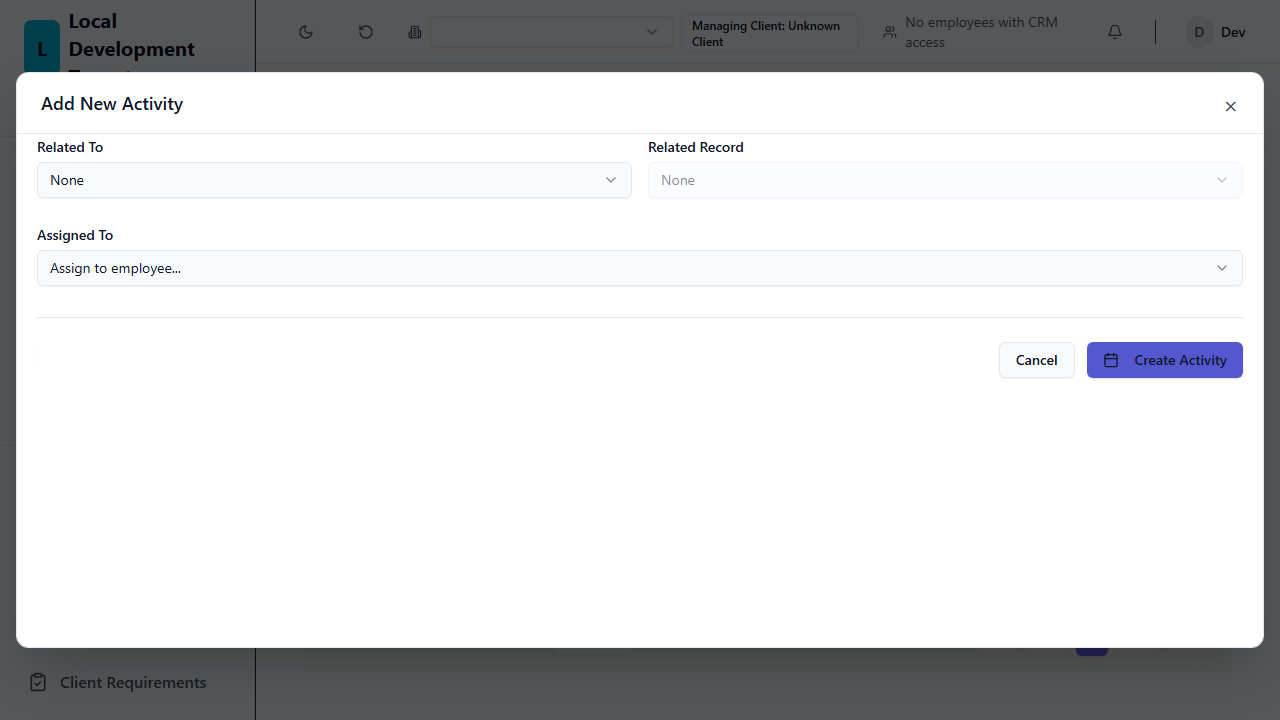 Local
Development
L
Managing Client: Unknown
Client
No employees with CRM
access
D
Dev
Add New Activity
Related To
Related Record
None
None
Assigned To
Assign to employee...
Cancel
Create Activity
Client Requirements